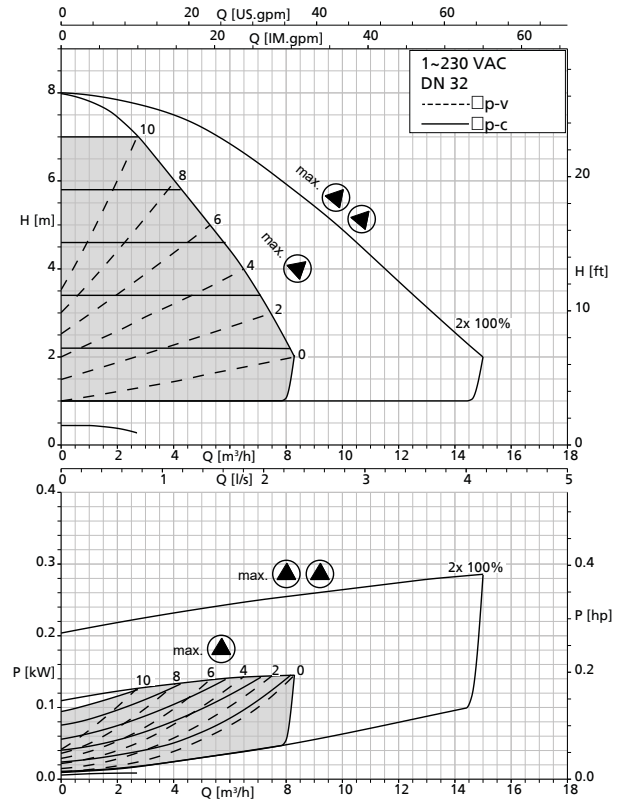 Q [US.gpm]
0 20 40 60
Q [IM.gpm]
0 20 40 60
1~230 VAC
DN 32
□p-v
□p-c
8
6
4
2
0
H [m]
20
10
0
H [ft]
10
8
6
4
2
0
max.
max.
2x 100%
0 4 8 10 12 14 16 18
Q [m³/h]
0 1 2 3 4 5
Q [l/s]
0.4
0.3
0.2
0.1
0.0
P [kW]
0.4
0.2
0.0
P [hp]
max.
2x 100%
max.
10 8 6 4 2 0
0 2 4 6 8 10 12 14 16 18
Q [m³/h]